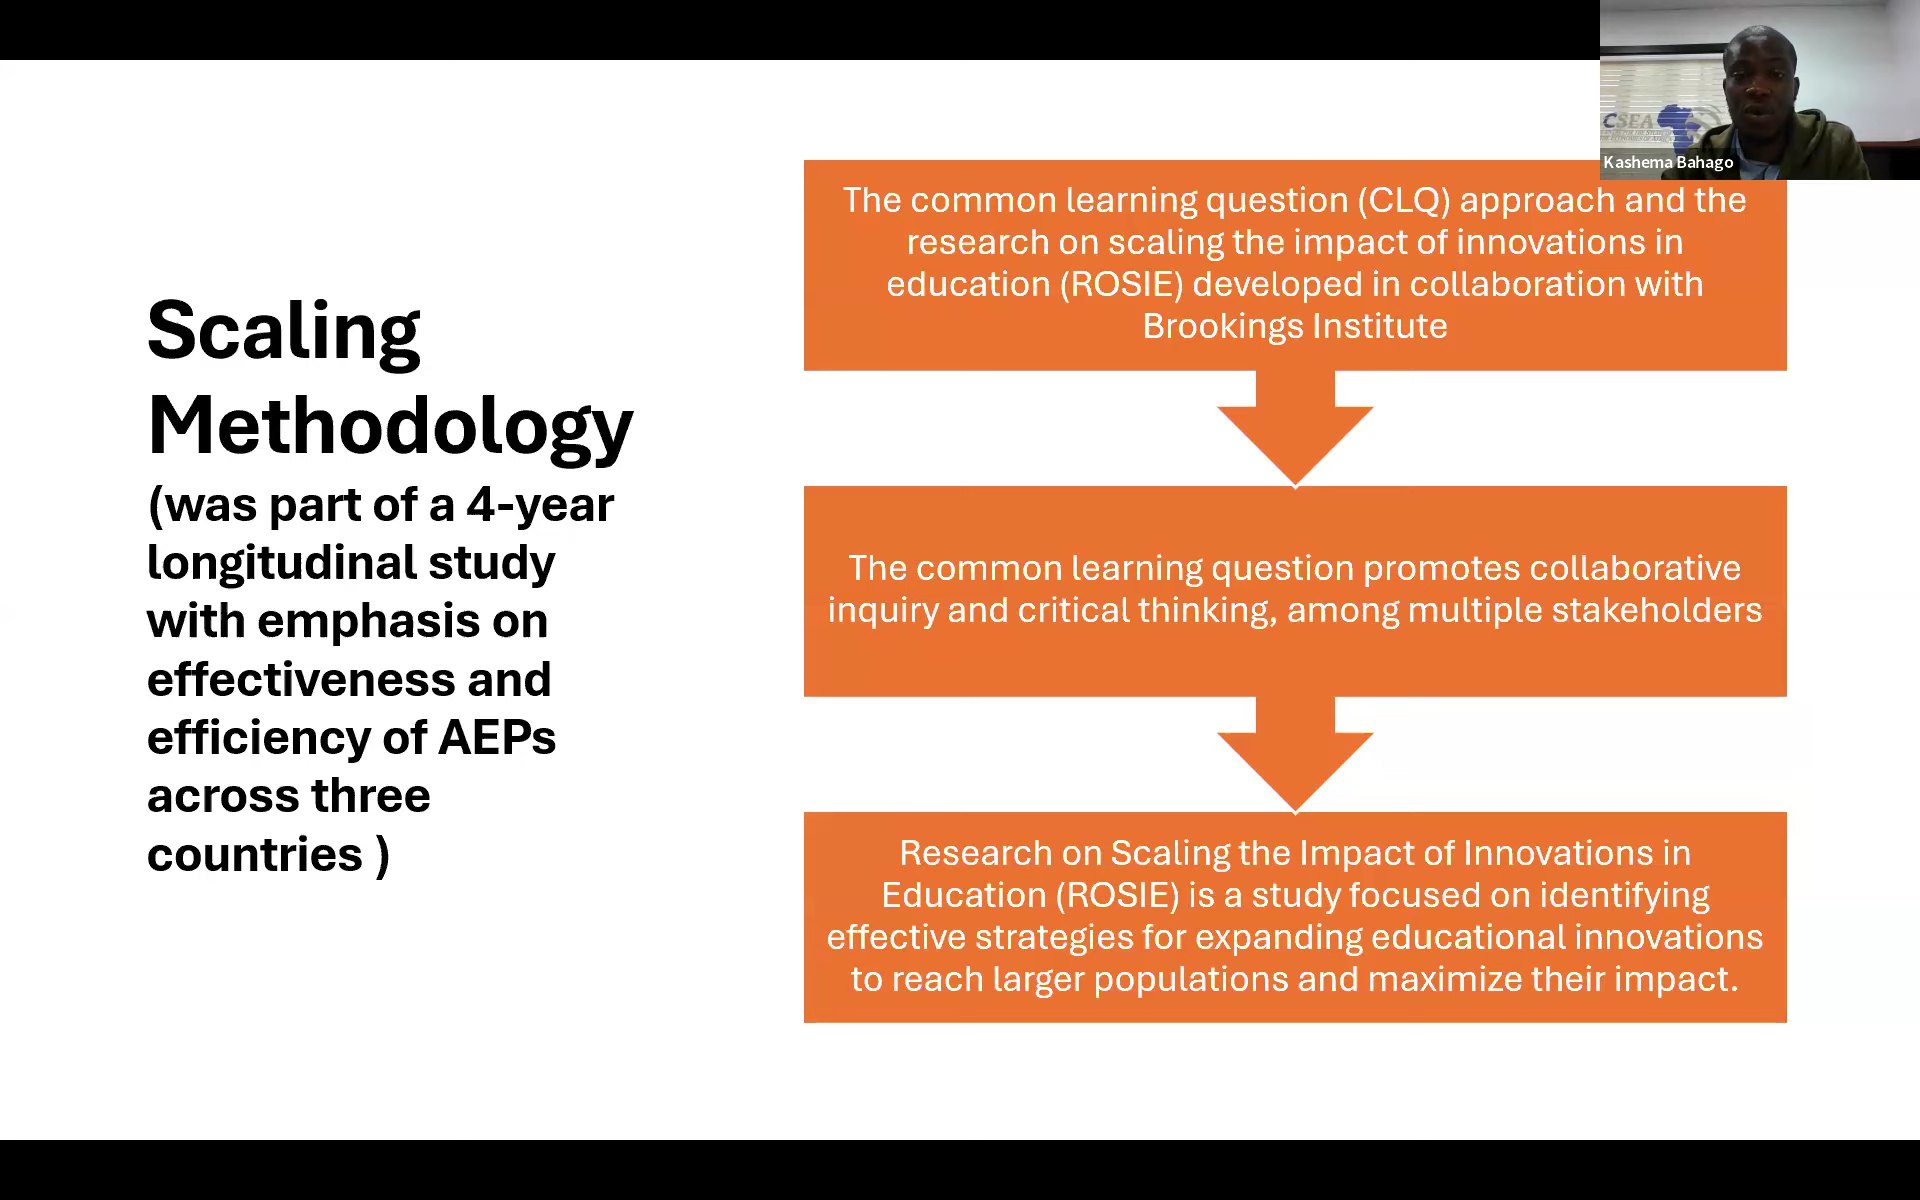 Scaling
Methodology
(was part of a 4-year
longitudinal study
with emphasis on
effectiveness and
efficiency of AEPs
across three
countries )
The common learning question (CLQ) approach and the
research on scaling the impact of innovations in
education (ROSIE) developed in collaboration with
Brookings Institute
The common learning question promotes collaborative
inquiry and critical thinking, among multiple stakeholders
Research on Scaling the Impact of Innovations in
Education (ROSIE) is a study focused on identifying
effective strategies for expanding educational innovations
to reach larger populations and maximize their impact.
CSEA
Kashema Bahago